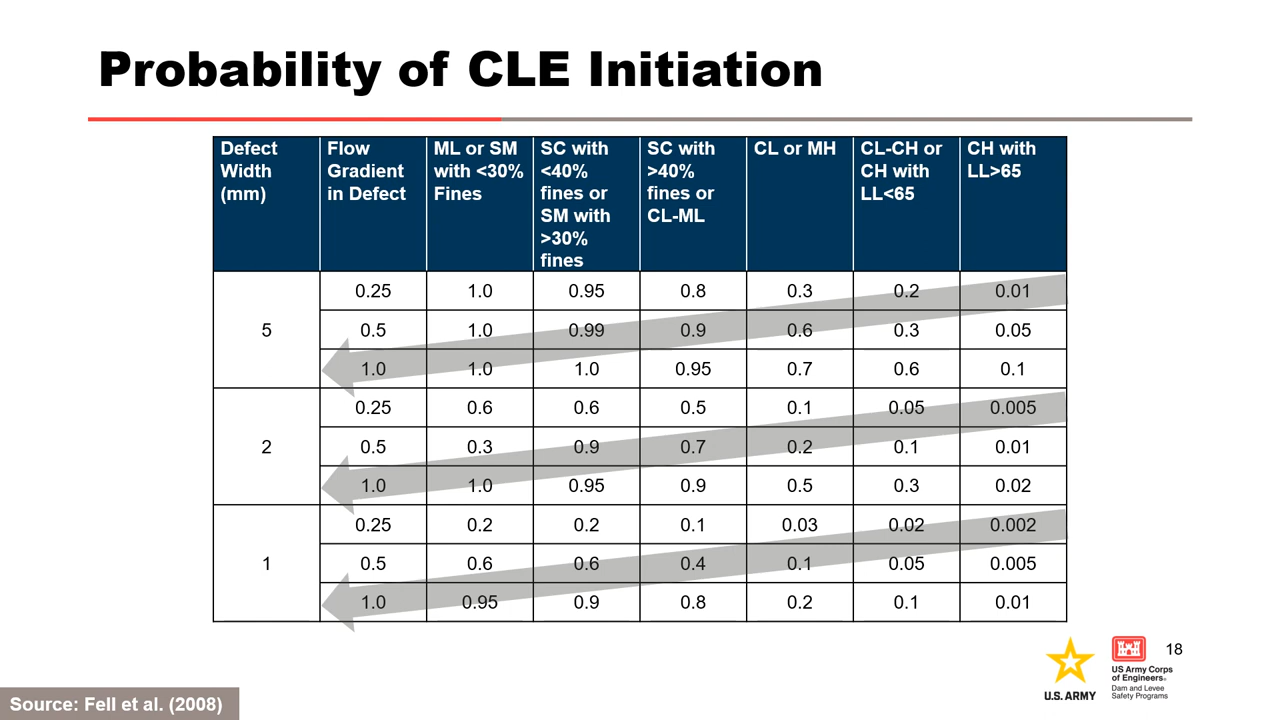 Probability of CLE Initiation
Defect Width (mm) | Flow Gradient in Defect | ML or SM with <30% Fines | SC with <40% fines or SM with >30% fines | SC with >40% fines or CL-ML | CL or MH | CL-CH or CH with LL<65 | CH with LL>65
5 | 0.25 | 1.0 | 0.95 | 0.8 | 0.3 | 0.2 | 0.01
0.5 | 1.0 | 0.99 | 0.9 | 0.6 | 0.3 | 0.05
1.0 | 1.0 | 1.0 | 0.95 | 0.7 | 0.6 | 0.1
2 | 0.25 | 0.6 | 0.6 | 0.5 | 0.1 | 0.05 | 0.005
0.5 | 0.3 | 0.9 | 0.7 | 0.2 | 0.1 | 0.01
1.0 | 1.0 | 0.95 | 0.9 | 0.5 | 0.3 | 0.02
1 | 0.25 | 0.2 | 0.2 | 0.1 | 0.03 | 0.02 | 0.002
0.5 | 0.6 | 0.6 | 0.4 | 0.1 | 0.05 | 0.005
1.0 | 0.95 | 0.9 | 0.8 | 0.2 | 0.1 | 0.01
18
U.S. ARMY
US Army Corps
of Engineers®
Dam and Levee
Safety Programs
Source: Fell et al. (2008)